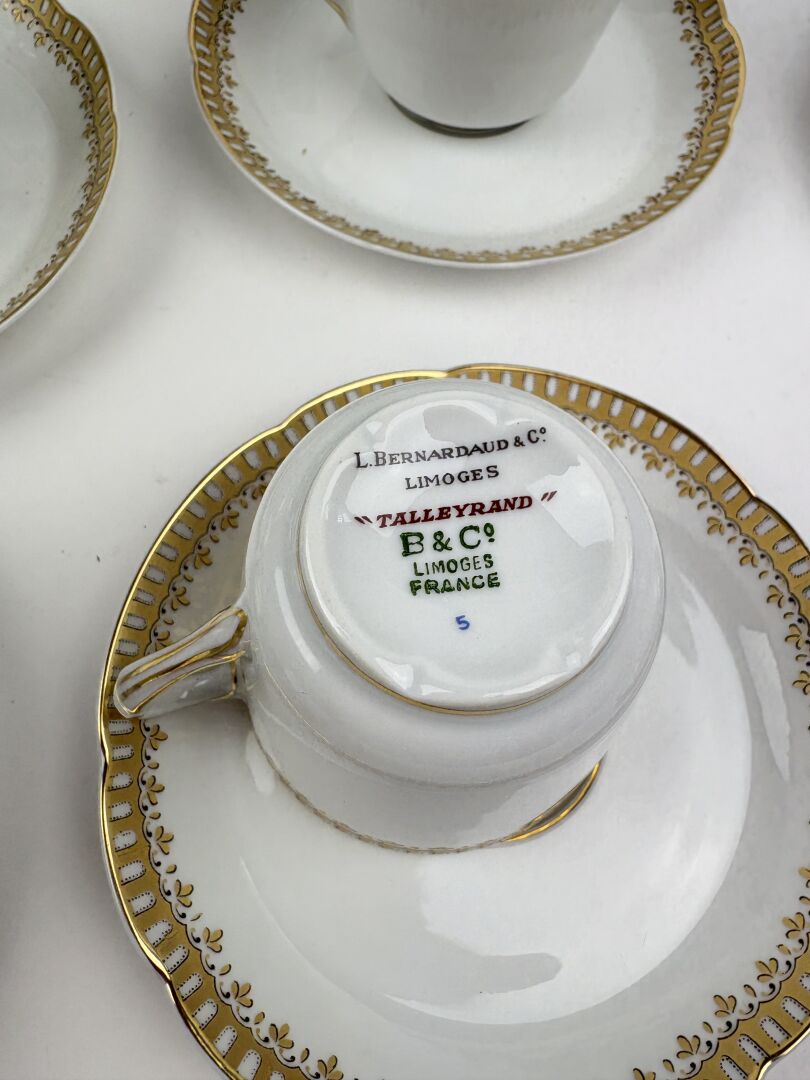 L. BERNARDAUD & Cº
LIMOGES
"TALLEYRAND"
B & Cº
LIMOGES
FRANCE
5